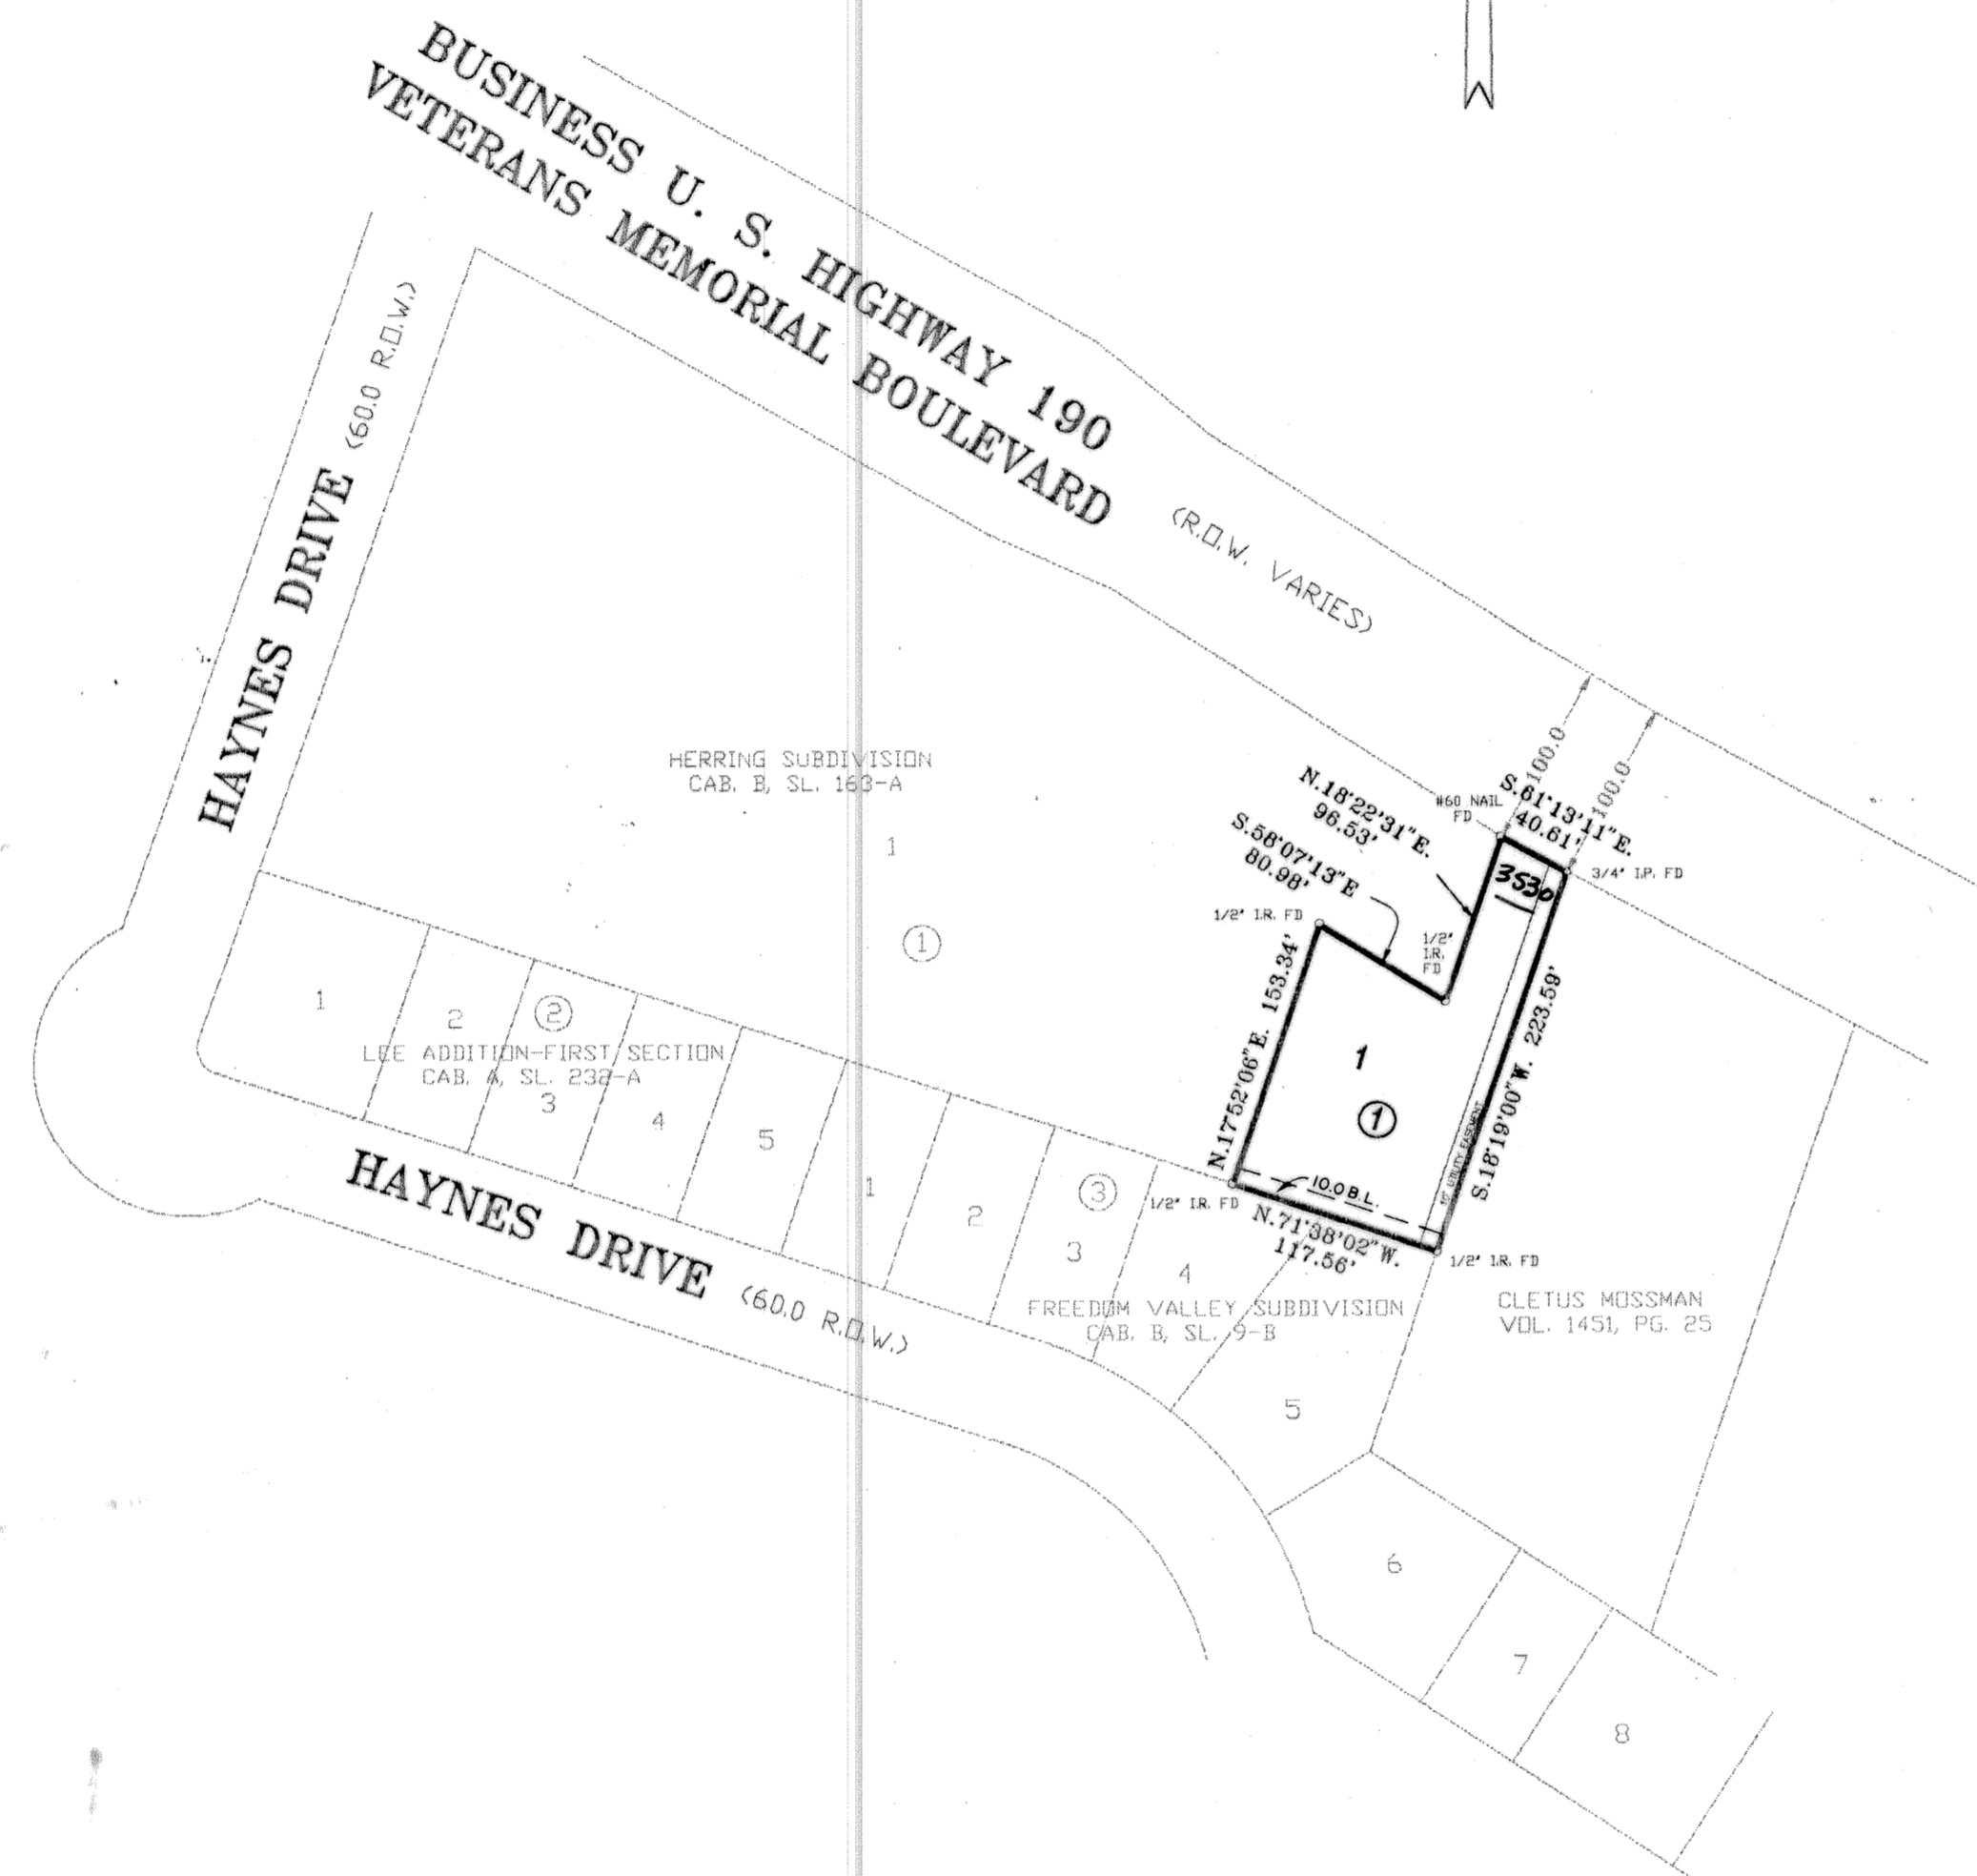 BUSINESS U. S. HIGHWAY 190
VETERANS MEMORIAL BOULEVARD
(R.O.W. VARIES)
HAYNES DRIVE (60.0 R.O.W.)
HERRING SUBDIVISION
CAB. B, SL. 163-A
1
1
100.0
100.0
S.61°13'11"E.
40.61'
#60 NAIL
FD
N.18°22'31"E.
96.53'
S.58°07'13"E
80.98'
3530
3/4" I.P. FD
1/2" I.R. FD
1/2"
I.R.
FD
N.17°52'06"E. 153.34'
S.18°19'00"W. 223.59'
1
1
10' UTILITY EASEMENT
10.0 B.L.
1/2" I.R. FD
N.71°38'02"W.
117.56'
1/2" I.R. FD
1
2
2
LEE ADDITION-FIRST SECTION
CAB. A, SL. 232-A
3
4
5
1
2
3
3
4
FREEDOM VALLEY SUBDIVISION
CAB. B, SL. 9-B
5
CLETUS MOSSMAN
VOL. 1451, PG. 25
HAYNES DRIVE (60.0 R.O.W.)
6
7
8